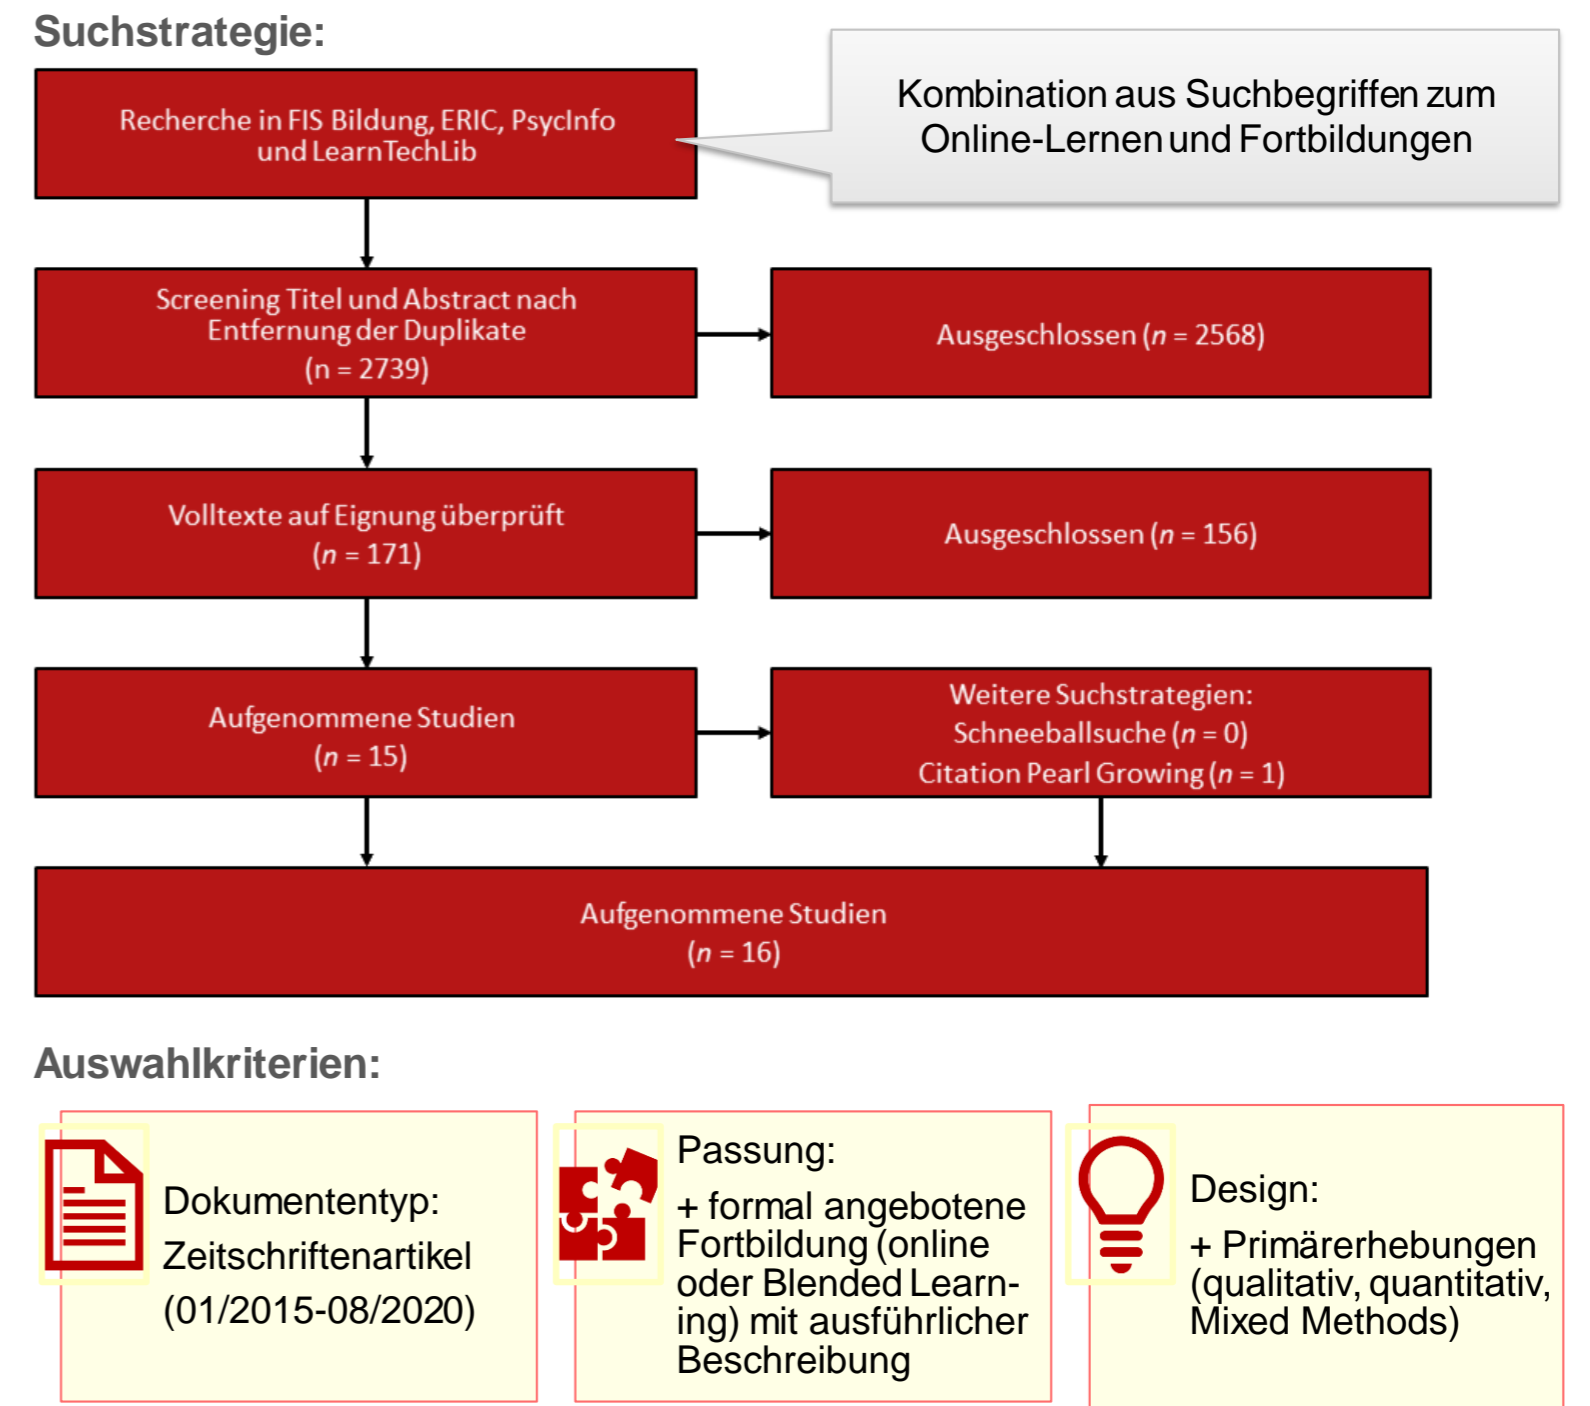 Suchstrategie:
Recherche in FIS Bildung, ERIC, PsycInfo
und LearnTechLib
Kombination aus Suchbegriffen zum
Online-Lernen und Fortbildungen
Screening Titel und Abstract nach
Entfernung der Duplikate
(n = 2739)
Ausgeschlossen (n = 2568)
Volltexte auf Eignung überprüft
(n = 171)
Ausgeschlossen (n = 156)
Aufgenommene Studien
(n = 15)
Weitere Suchstrategien:
Schneeballsuche (n = 0)
Citation Pearl Growing (n = 1)
Aufgenommene Studien
(n = 16)
Auswahlkriterien:
Dokumententyp:
Zeitschriftenartikel
(01/2015-08/2020)
Passung:
+ formal angebotene
Fortbildung (online
oder Blended Learn-
ing) mit ausführlicher
Beschreibung
Design:
+ Primärerhebungen
(qualitativ, quantitativ,
Mixed Methods)